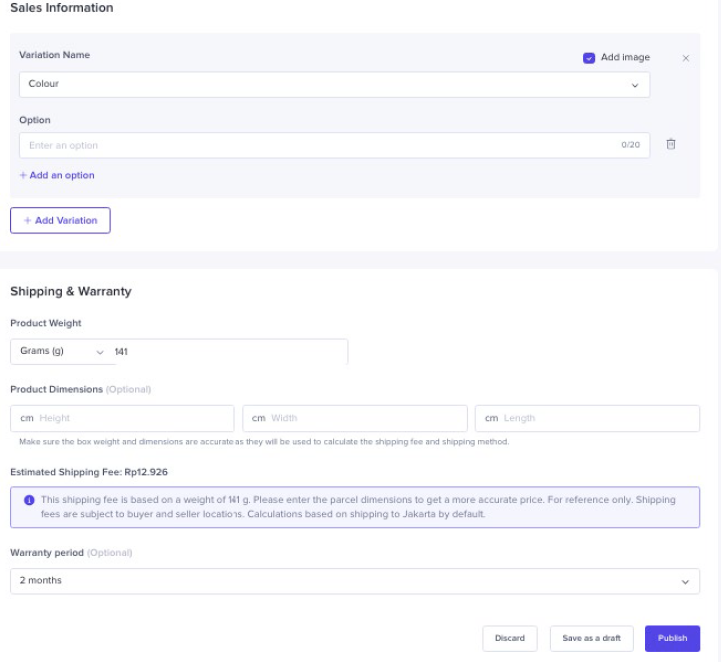 Sales Information
Variation Name
Add image
Colour
Option
Enter an option
0/20
+ Add an option
+ Add Variation
Shipping & Warranty
Product Weight
Grams (g)
141
Product Dimensions (Optional)
cm Height
cm Width
cm Length
Make sure the box weight and dimensions are accurate as they will be used to calculate the shipping fee and shipping method.
Estimated Shipping Fee: Rp12.926
This shipping fee is based on a weight of 141 g. Please enter the parcel dimensions to get a more accurate price. For reference only. Shipping
fees are subject to buyer and seller locations. Calculations based on shipping to Jakarta by default.
Warranty period (Optional)
2 months
Discard
Save as a draft
Publish